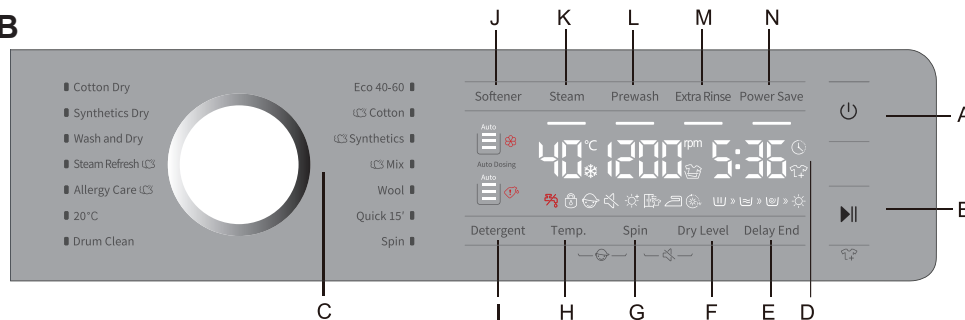 B
J K L M N
Cotton Dry
Synthetics Dry
Wash and Dry
Steam Refresh
Allergy Care
20°C
Drum Clean
Eco 40-60
Cotton
Synthetics
Mix
Wool
Quick 15'
Spin
Softener Steam Prewash Extra Rinse Power Save
Auto
40 °C 1200 rpm 5:36
Auto Dosing
Auto
Detergent Temp. Spin Dry Level Delay End
A
B
C I H G F E D